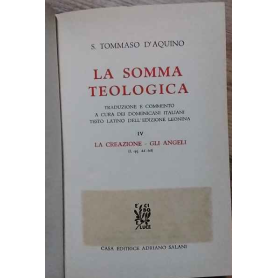 S. TOMMASO D'AQUINO
LA SOMMA
TEOLOGICA
TRADUZIONE E COMMENTO
A CURA DEI DOMENICANI ITALIANI
TESTO LATINO DELL'EDIZIONE LEONINA
IV
LA CREAZIONE - GLI ANGELI
CASA EDITRICE ADRIANO SALANI